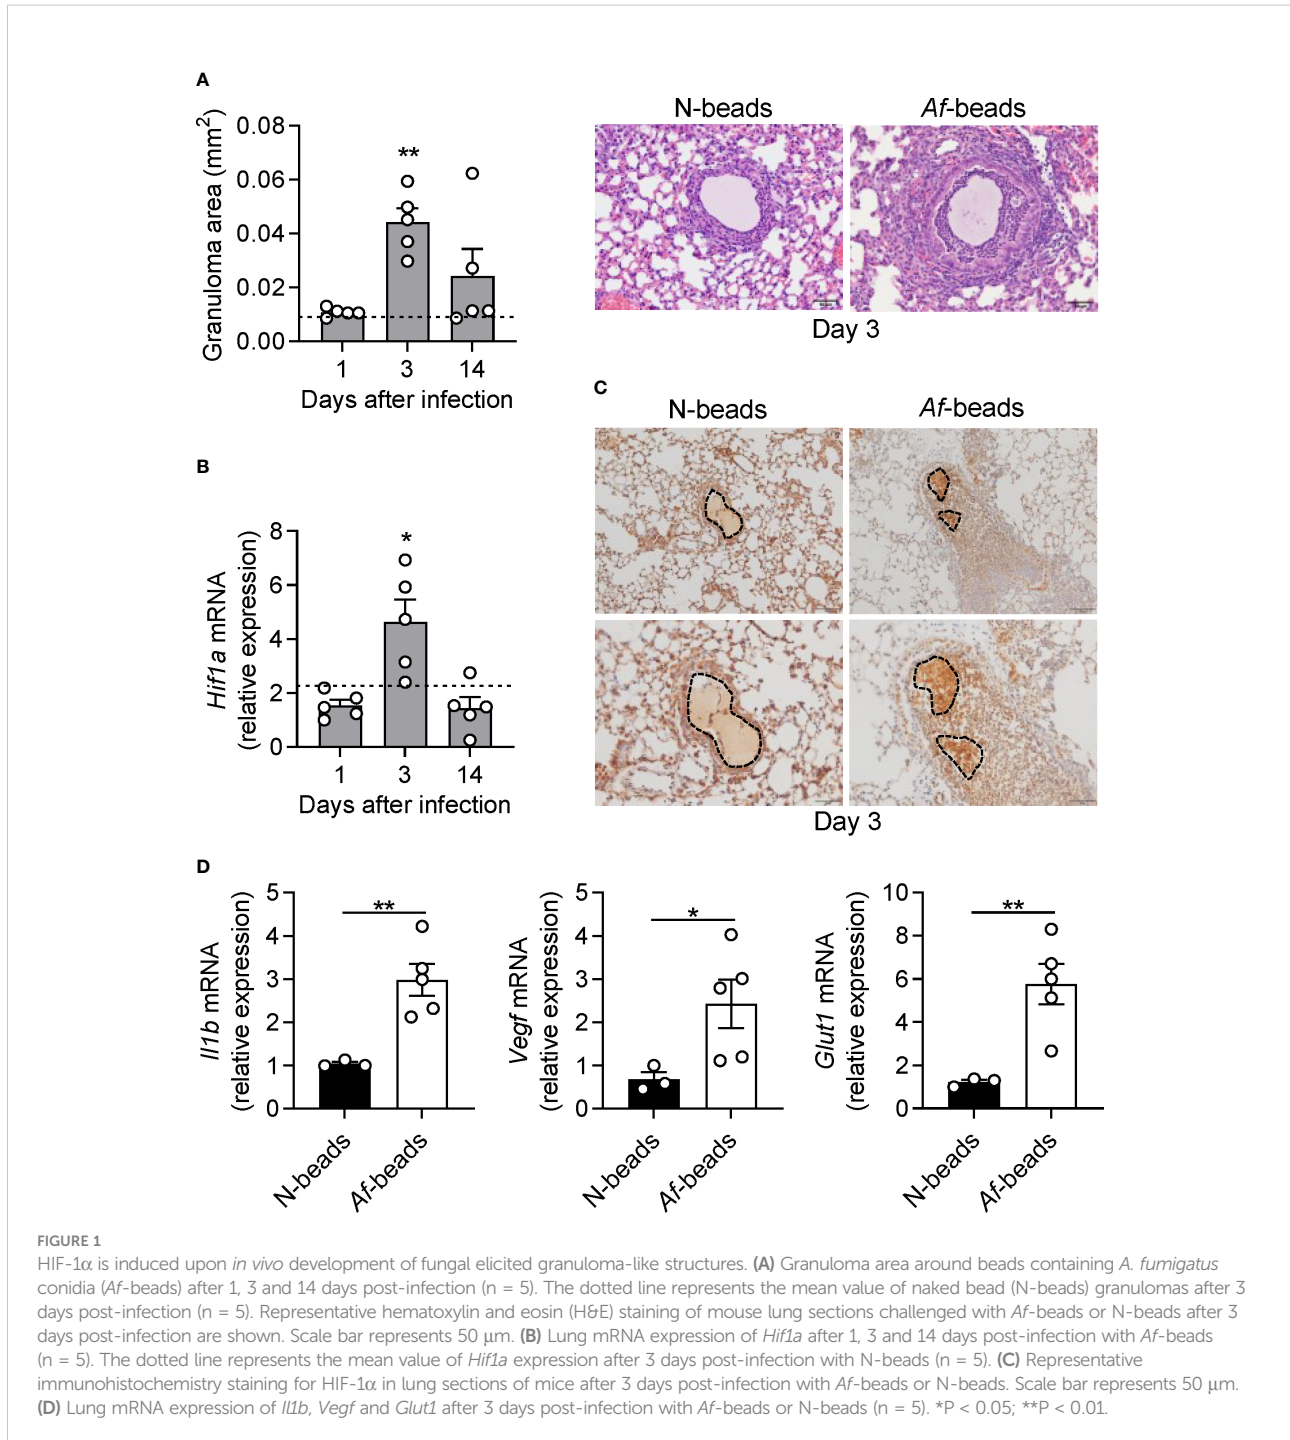 A
Granuloma area (mm2)
0.08
0.06
0.04
0.02
0.00
**
1 3 14
Days after infection
N-beads Af-beads
Day 3
B
Hif1a mRNA
(relative expression)
8
6
4
2
0
*
1 3 14
Days after infection
C
N-beads Af-beads
Day 3
D
Il1b mRNA
(relative expression)
5
4
3
2
1
0
**
N-beads
Af-beads
Vegf mRNA
(relative expression)
5
4
3
2
1
0
*
N-beads
Af-beads
Glut1 mRNA
(relative expression)
10
8
6
4
2
0
**
N-beads
Af-beads
FIGURE 1
HIF-1α is induced upon in vivo development of fungal elicited granuloma-like structures. (A) Granuloma area around beads containing A. fumigatus
conidia (Af-beads) after 1, 3 and 14 days post-infection (n = 5). The dotted line represents the mean value of naked bead (N-beads) granulomas after 3
days post-infection (n = 5). Representative hematoxylin and eosin (H&E) staining of mouse lung sections challenged with Af-beads or N-beads after 3
days post-infection are shown. Scale bar represents 50 μm. (B) Lung mRNA expression of Hif1a after 1, 3 and 14 days post-infection with Af-beads
(n = 5). The dotted line represents the mean value of Hif1a expression after 3 days post-infection with N-beads (n = 5). (C) Representative
immunohistochemistry staining for HIF-1α in lung sections of mice after 3 days post-infection with Af-beads or N-beads. Scale bar represents 50 μm.
(D) Lung mRNA expression of Il1b, Vegf and Glut1 after 3 days post-infection with Af-beads or N-beads (n = 5). *P < 0.05; **P < 0.01.